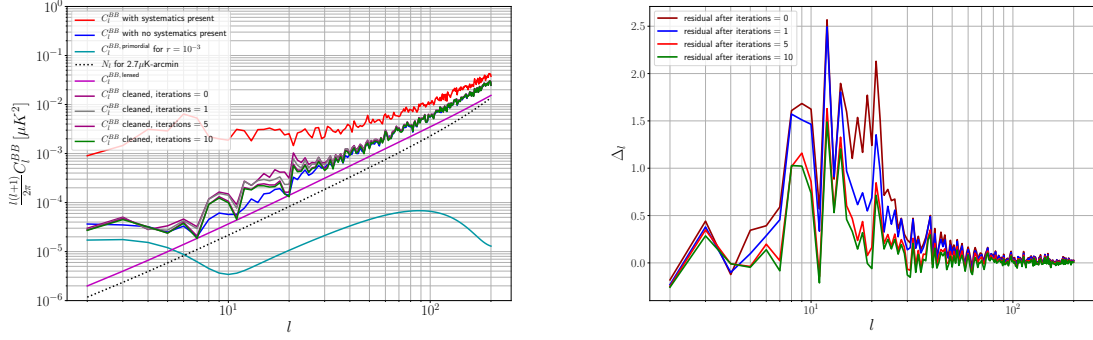 C_l^{BB} with systematics present
C_l^{BB} with no systematics present
C_l^{BB,primordial} for r = 10^{-3}
N_l for 2.7μK-arcmin
C_l^{BB,lensed}
C_l^{BB} cleaned, iterations = 0
C_l^{BB} cleaned, iterations = 1
C_l^{BB} cleaned, iterations = 5
C_l^{BB} cleaned, iterations = 10
10^0
10^{-1}
10^{-2}
10^{-3}
10^{-4}
10^{-5}
10^{-6}
\frac{l(l+1)}{2π} C_l^{BB} [μK^2]
10^1
10^2
l
residual after iterations = 0
residual after iterations = 1
residual after iterations = 5
residual after iterations = 10
2.5
2.0
1.5
1.0
0.5
0.0
Δ_l
10^1
10^2
l